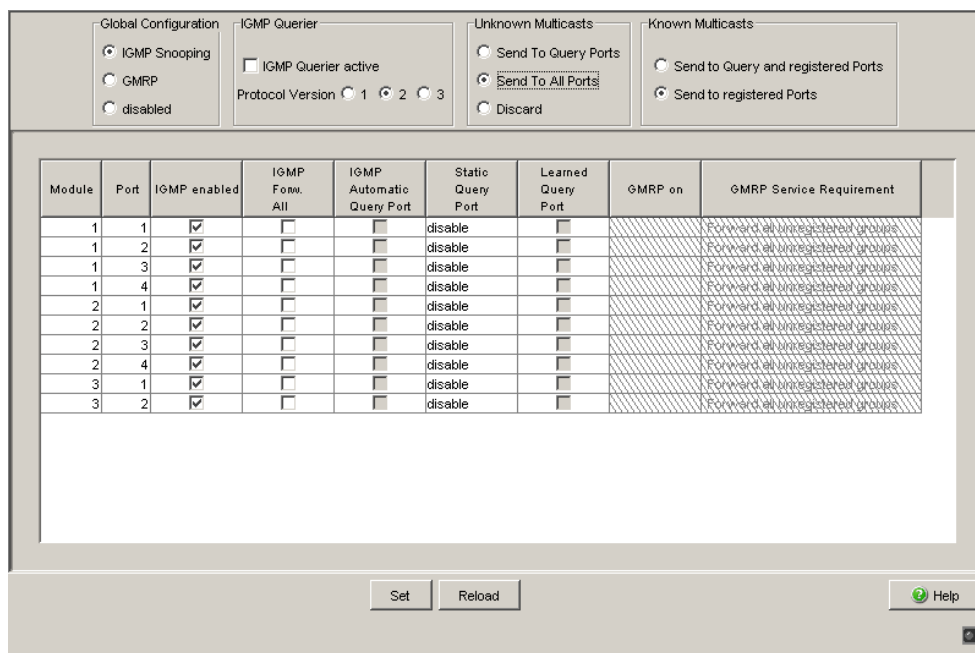 Global Configuration
IGMP Snooping
GMRP
disabled
IGMP Querier
IGMP Querier active
Protocol Version 1 2 3
Unknown Multicasts
Send To Query Ports
Send To All Ports
Discard
Known Multicasts
Send to Query and registered Ports
Send to registered Ports
Module Port IGMP enabled IGMP Forw. All IGMP Automatic Query Port Static Query Port Learned Query Port GMRP on GMRP Service Requirement
1 1 disable Forward all unregistered groups
1 2 disable Forward all unregistered groups
1 3 disable Forward all unregistered groups
1 4 disable Forward all unregistered groups
2 1 disable Forward all unregistered groups
2 2 disable Forward all unregistered groups
2 3 disable Forward all unregistered groups
2 4 disable Forward all unregistered groups
3 1 disable Forward all unregistered groups
3 2 disable Forward all unregistered groups
Set Reload Help